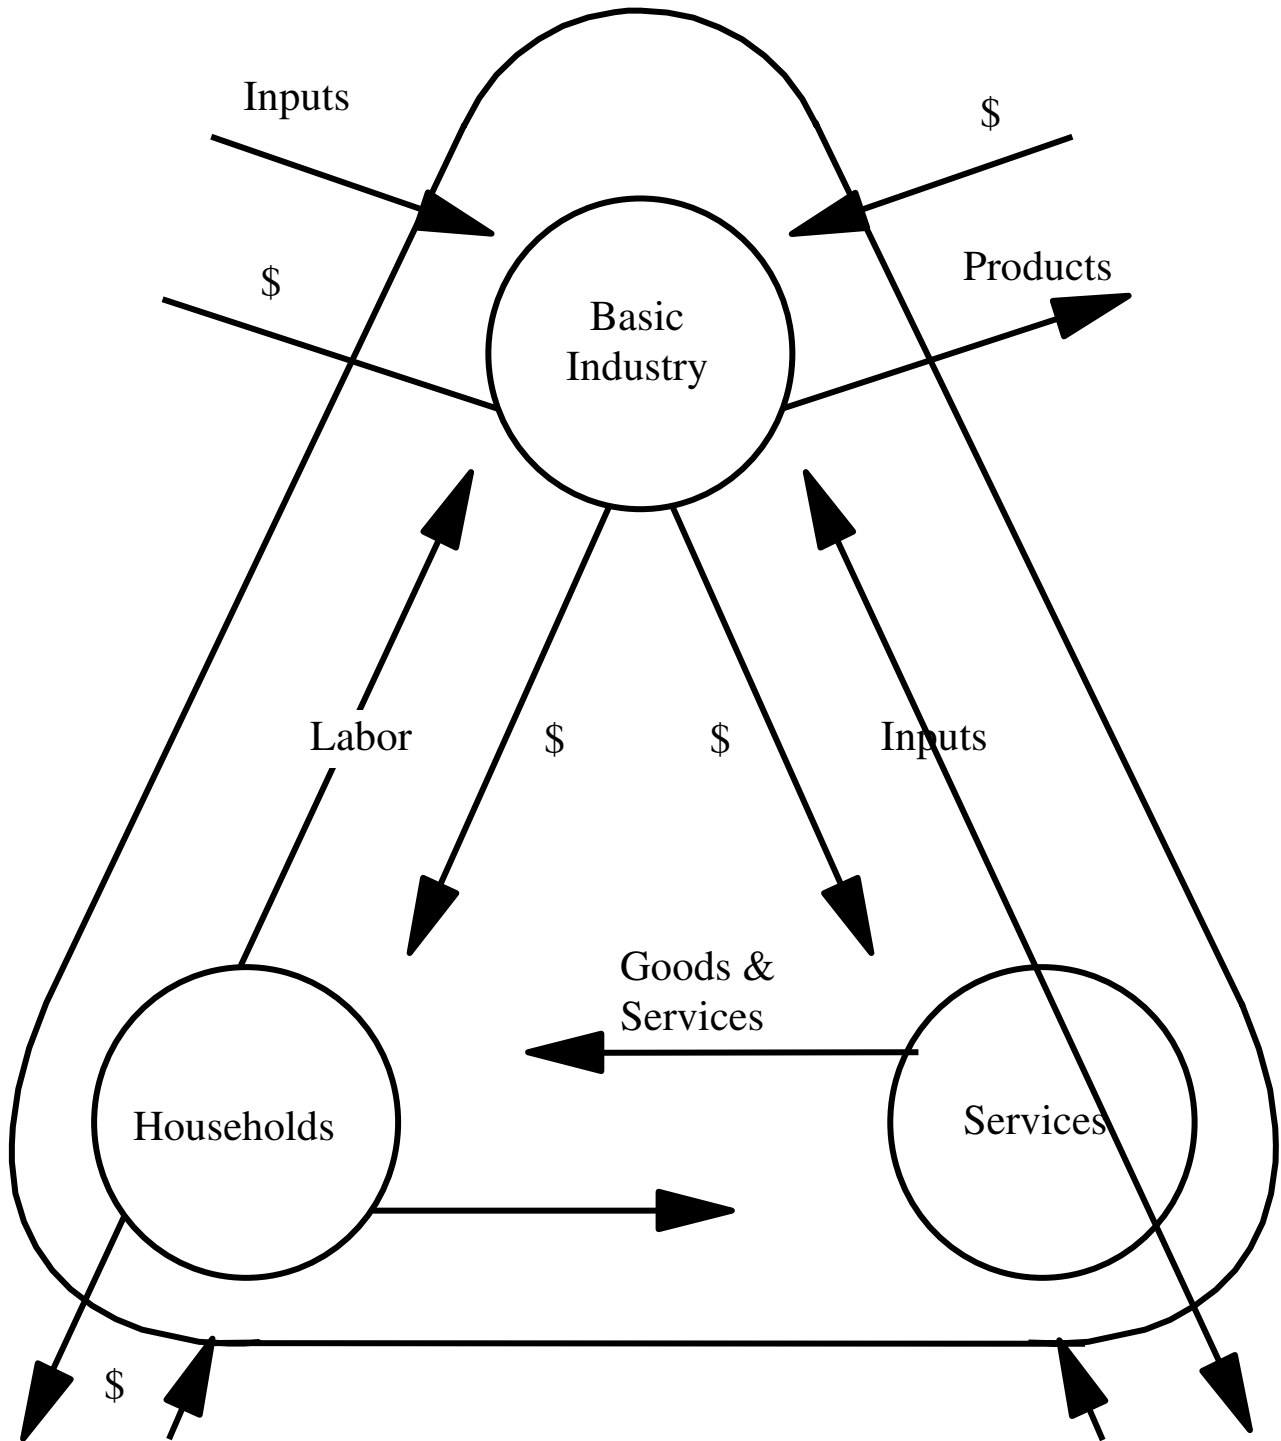 Inputs
$
$
Products
Basic
Industry
Labor
$
$
Inputs
Goods &
Services
Households
Services
$